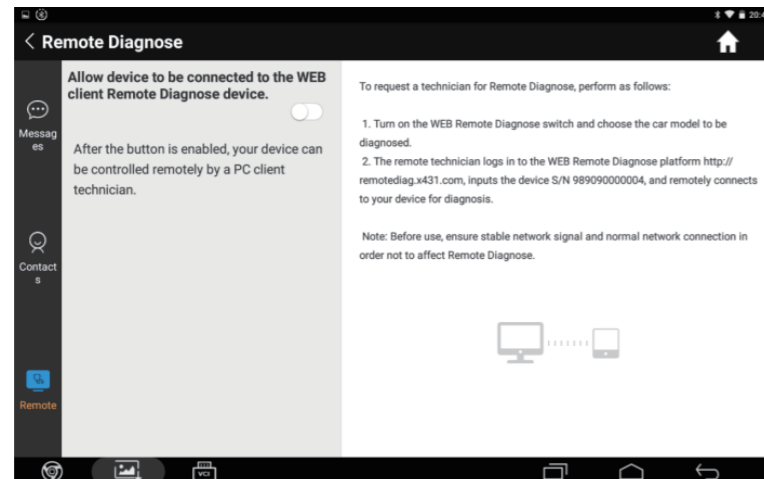 20:4
Remote Diagnose
Messag
es
Contact
s
Remote
Allow device to be connected to the WEB
client Remote Diagnose device.
After the button is enabled, your device can
be controlled remotely by a PC client
technician.
To request a technician for Remote Diagnose, perform as follows:
1. Turn on the WEB Remote Diagnose switch and choose the car model to be
diagnosed.
2. The remote technician logs in to the WEB Remote Diagnose platform http://
remotediag.x431.com, inputs the device S/N 989090000004, and remotely connects
to your device for diagnosis.
Note: Before use, ensure stable network signal and normal network connection in
order not to affect Remote Diagnose.
VCI